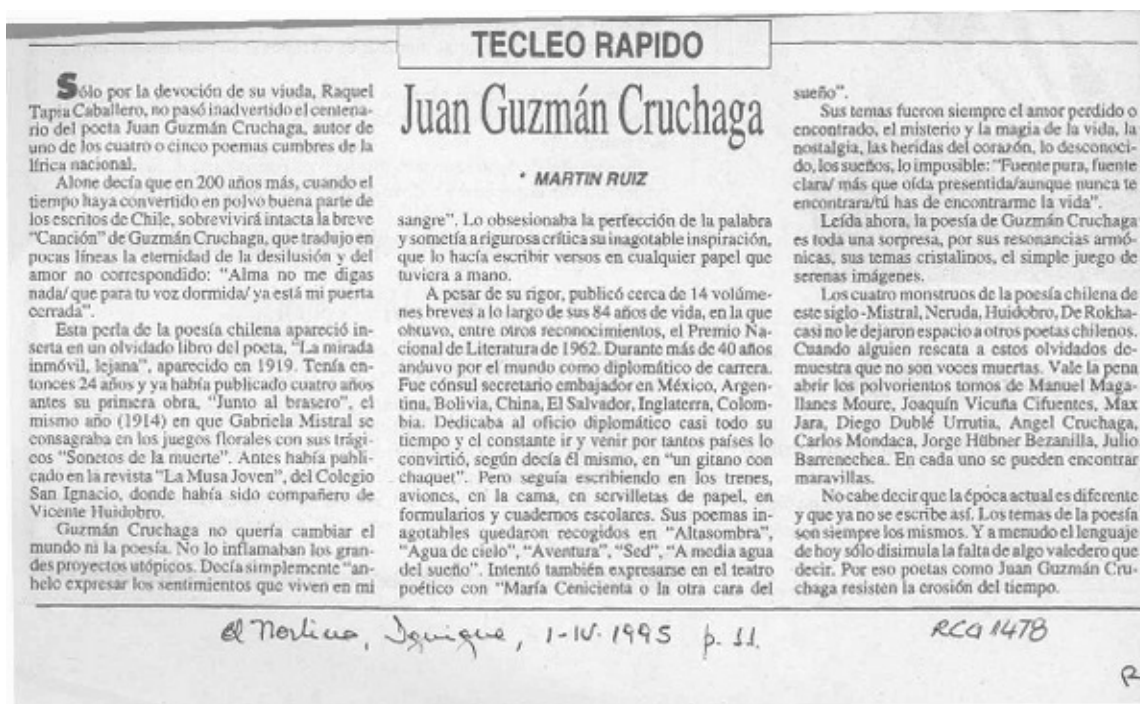 TECLEO RAPIDO
Juan Guzmán Cruchaga
* MARTIN RUIZ
Sólo por la devoción de su viuda, Raquel
Tapia Caballero, no pasó inadvertido el centena-
rio del poeta Juan Guzmán Cruchaga, autor de
uno de los cuatro o cinco poemas cumbres de la
lírica nacional.
Alone decía que en 200 años más, cuando el
tiempo haya convertido en polvo buena parte de
los escritos de Chile, sobrevivirá intacta la breve
"Canción" de Guzmán Cruchaga, que tradujo en
pocas líneas la eternidad de la desilusión y del
amor no correspondido: "Alma no me digas
nada/ que para tu voz dormida/ ya está mi puerta
cerrada".
Esta perla de la poesía chilena apareció in-
serta en un olvidado libro del poeta, "La mirada
inmóvil, lejana", aparecido en 1919. Tenía en-
tonces 24 años y ya había publicado cuatro años
antes su primera obra, "Junto al brasero", el
mismo año (1914) en que Gabriela Mistral se
consagraba en los juegos florales con sus trági-
cos "Sonetos de la muerte". Antes había publi-
cado en la revista "La Musa Joven", del Colegio
San Ignacio, donde había sido compañero de
Vicente Huidobro.
Guzmán Cruchaga no quería cambiar el
mundo ni la poesía. No lo inflamaban los gran-
des proyectos utópicos. Decía simplemente "an-
helo expresar los sentimientos que viven en mi
sangre". Lo obsesionaba la perfección de la palabra
y sometía a rigurosa crítica su inagotable inspiración,
que lo hacía escribir versos en cualquier papel que
tuviera a mano.
A pesar de su rigor, publicó cerca de 14 volúme-
nes breves a lo largo de sus 84 años de vida, en la que
obtuvo, entre otros reconocimientos, el Premio Na-
cional de Literatura de 1962. Durante más de 40 años
anduvo por el mundo como diplomático de carrera.
Fue cónsul secretario embajador en México, Argen-
tina, Bolivia, China, El Salvador, Inglaterra, Colom-
bia. Dedicaba al oficio diplomático casi todo su
tiempo y el constante ir y venir por tantos países lo
convirtió, según decía él mismo, en "un gitano con
chaquet". Pero seguía escribiendo en los trenes,
aviones, en la cama, en servilletas de papel, en
formularios y cuadernos escolares. Sus poemas in-
agotables quedaron recogidos en "Altasombra",
"Agua de cielo", "Aventura", "Sed", "A media agua
del sueño". Intentó también expresarse en el teatro
poético con "María Cenicienta o la otra cara del
sueño".
Sus temas fueron siempre el amor perdido o
encontrado, el misterio y la magia de la vida, la
nostalgia, las heridas del corazón, lo desconoci-
do, los sueños, lo imposible: "Fuente pura, fuente
clara/ más que oída presentida/aunque nunca te
encontrara/tú has de encontrarme la vida".
Leída ahora, la poesía de Guzmán Cruchaga
es toda una sorpresa, por sus resonancias armó-
nicas, sus temas cristalinos, el simple juego de
serenas imágenes.
Los cuatro monstruos de la poesía chilena de
este siglo -Mistral, Neruda, Huidobro, De Rokha-
casi no le dejaron espacio a otros poetas chilenos.
Cuando alguien rescata a estos olvidados de-
muestra que no son voces muertas. Vale la pena
abrir los polvorientos tomos de Manuel Maga-
llanes Moure, Joaquín Vicuña Cifuentes, Max
Jara, Diego Dublé Urrutia, Angel Cruchaga,
Carlos Mondaca, Jorge Hübner Bezanilla, Julio
Barrenechea. En cada uno se pueden encontrar
maravillas.
No cabe decir que la época actual es diferente
y que ya no se escribe así. Los temas de la poesía
son siempre los mismos. Y a menudo el lenguaje
de hoy sólo disimula la falta de algo valedero que
decir. Por eso poetas como Juan Guzmán Cru-
chaga resisten la erosión del tiempo.
El Nortino, Iquique, 1-IV-1995 p. 11.
RCG1478
R